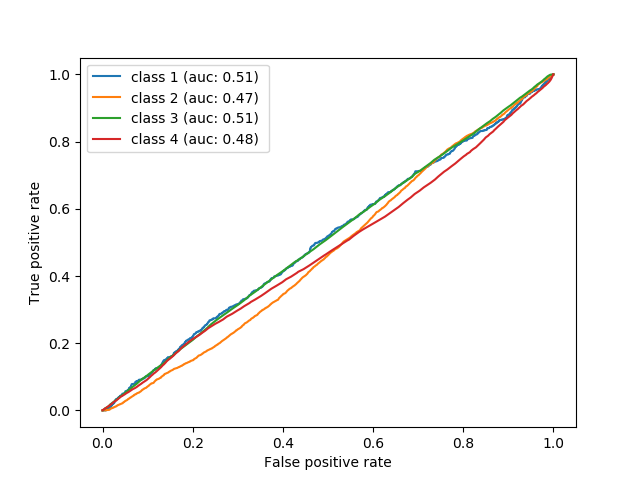 class 1 (auc: 0.51)
class 2 (auc: 0.47)
class 3 (auc: 0.51)
class 4 (auc: 0.48)
1.0
0.8
0.6
0.4
0.2
0.0
True positive rate
0.0 0.2 0.4 0.6 0.8 1.0
False positive rate